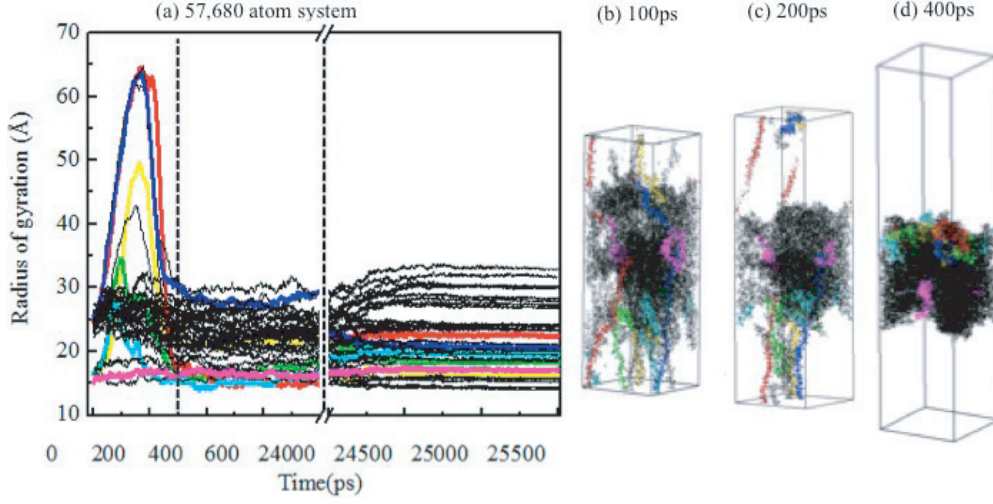 (a) 57,680 atom system
(b) 100ps
(c) 200ps
(d) 400ps
Radius of gyration (Å)
70
60
50
40
30
20
10
0 200 400 600 24000 24500 25000 25500
Time(ps)